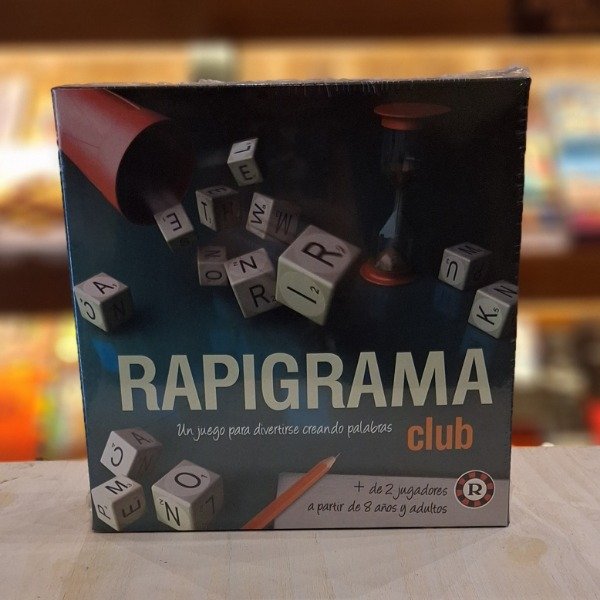 RAPIGRAMA
Un juego para divertirse creando palabras
club
+ de 2 jugadores
a partir de 8 años y adultos
R